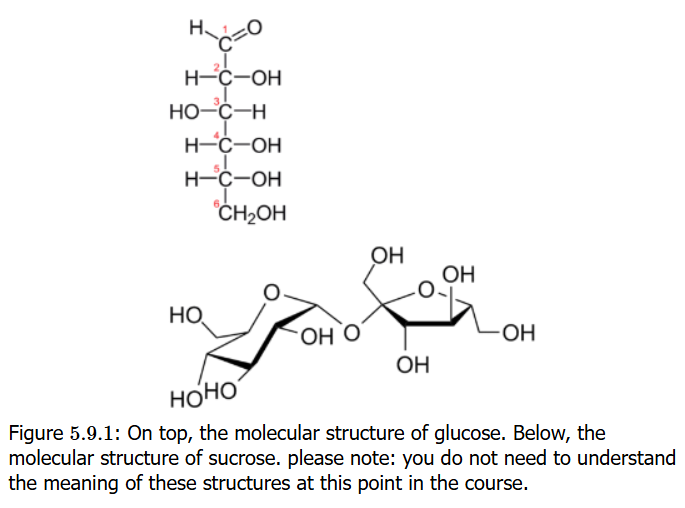 H 1 O
C
2
H–C–OH
3
HO–C–H
4
H–C–OH
5
H–C–OH
6
CH₂OH
OH
OH
O
O
HO
OH O
OH
OH
HOHO
Figure 5.9.1: On top, the molecular structure of glucose. Below, the
molecular structure of sucrose. please note: you do not need to understand
the meaning of these structures at this point in the course.